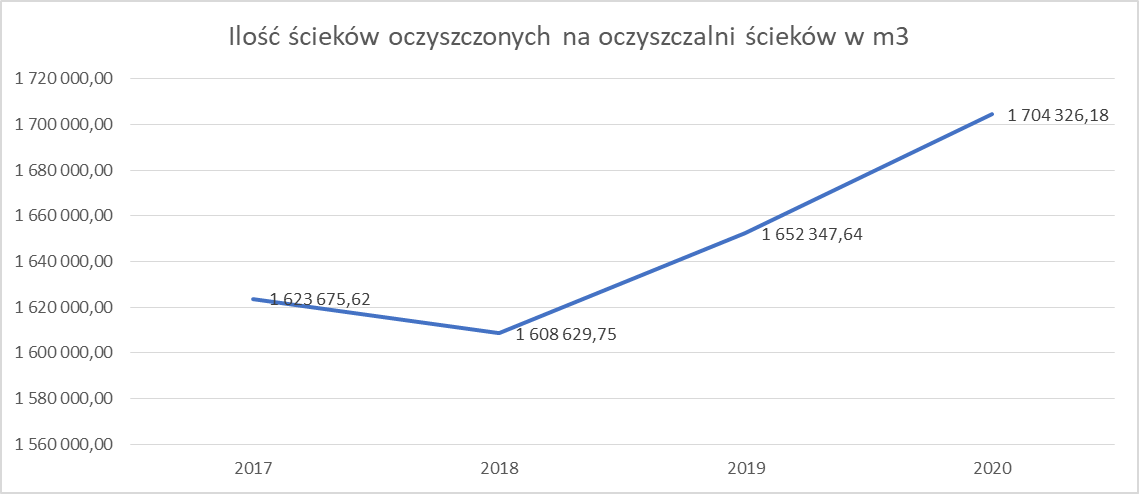 Ilość ścieków oczyszczonych na oczyszczalni ścieków w m3
1 720 000,00
1 700 000,00
1 680 000,00
1 660 000,00
1 640 000,00
1 620 000,00
1 600 000,00
1 580 000,00
1 560 000,00
1 623 675,62
1 608 629,75
1 652 347,64
1 704 326,18
2017 2018 2019 2020